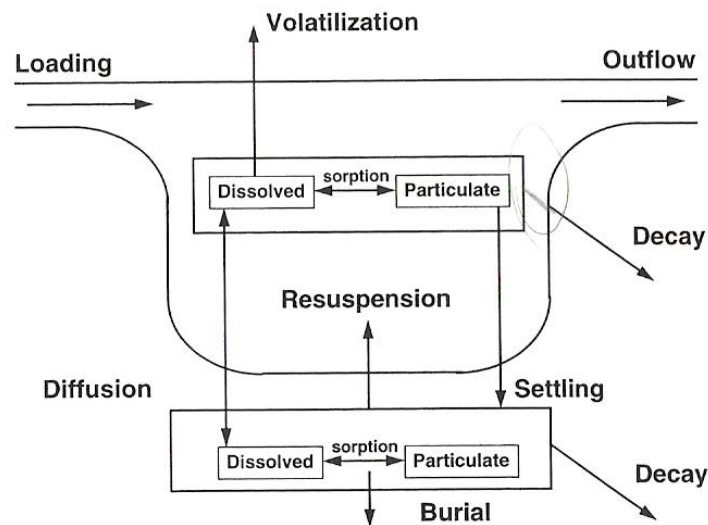 Volatilization
Loading
Outflow
sorption
Dissolved
Particulate
Decay
Resuspension
Diffusion
Settling
sorption
Dissolved
Particulate
Decay
Burial